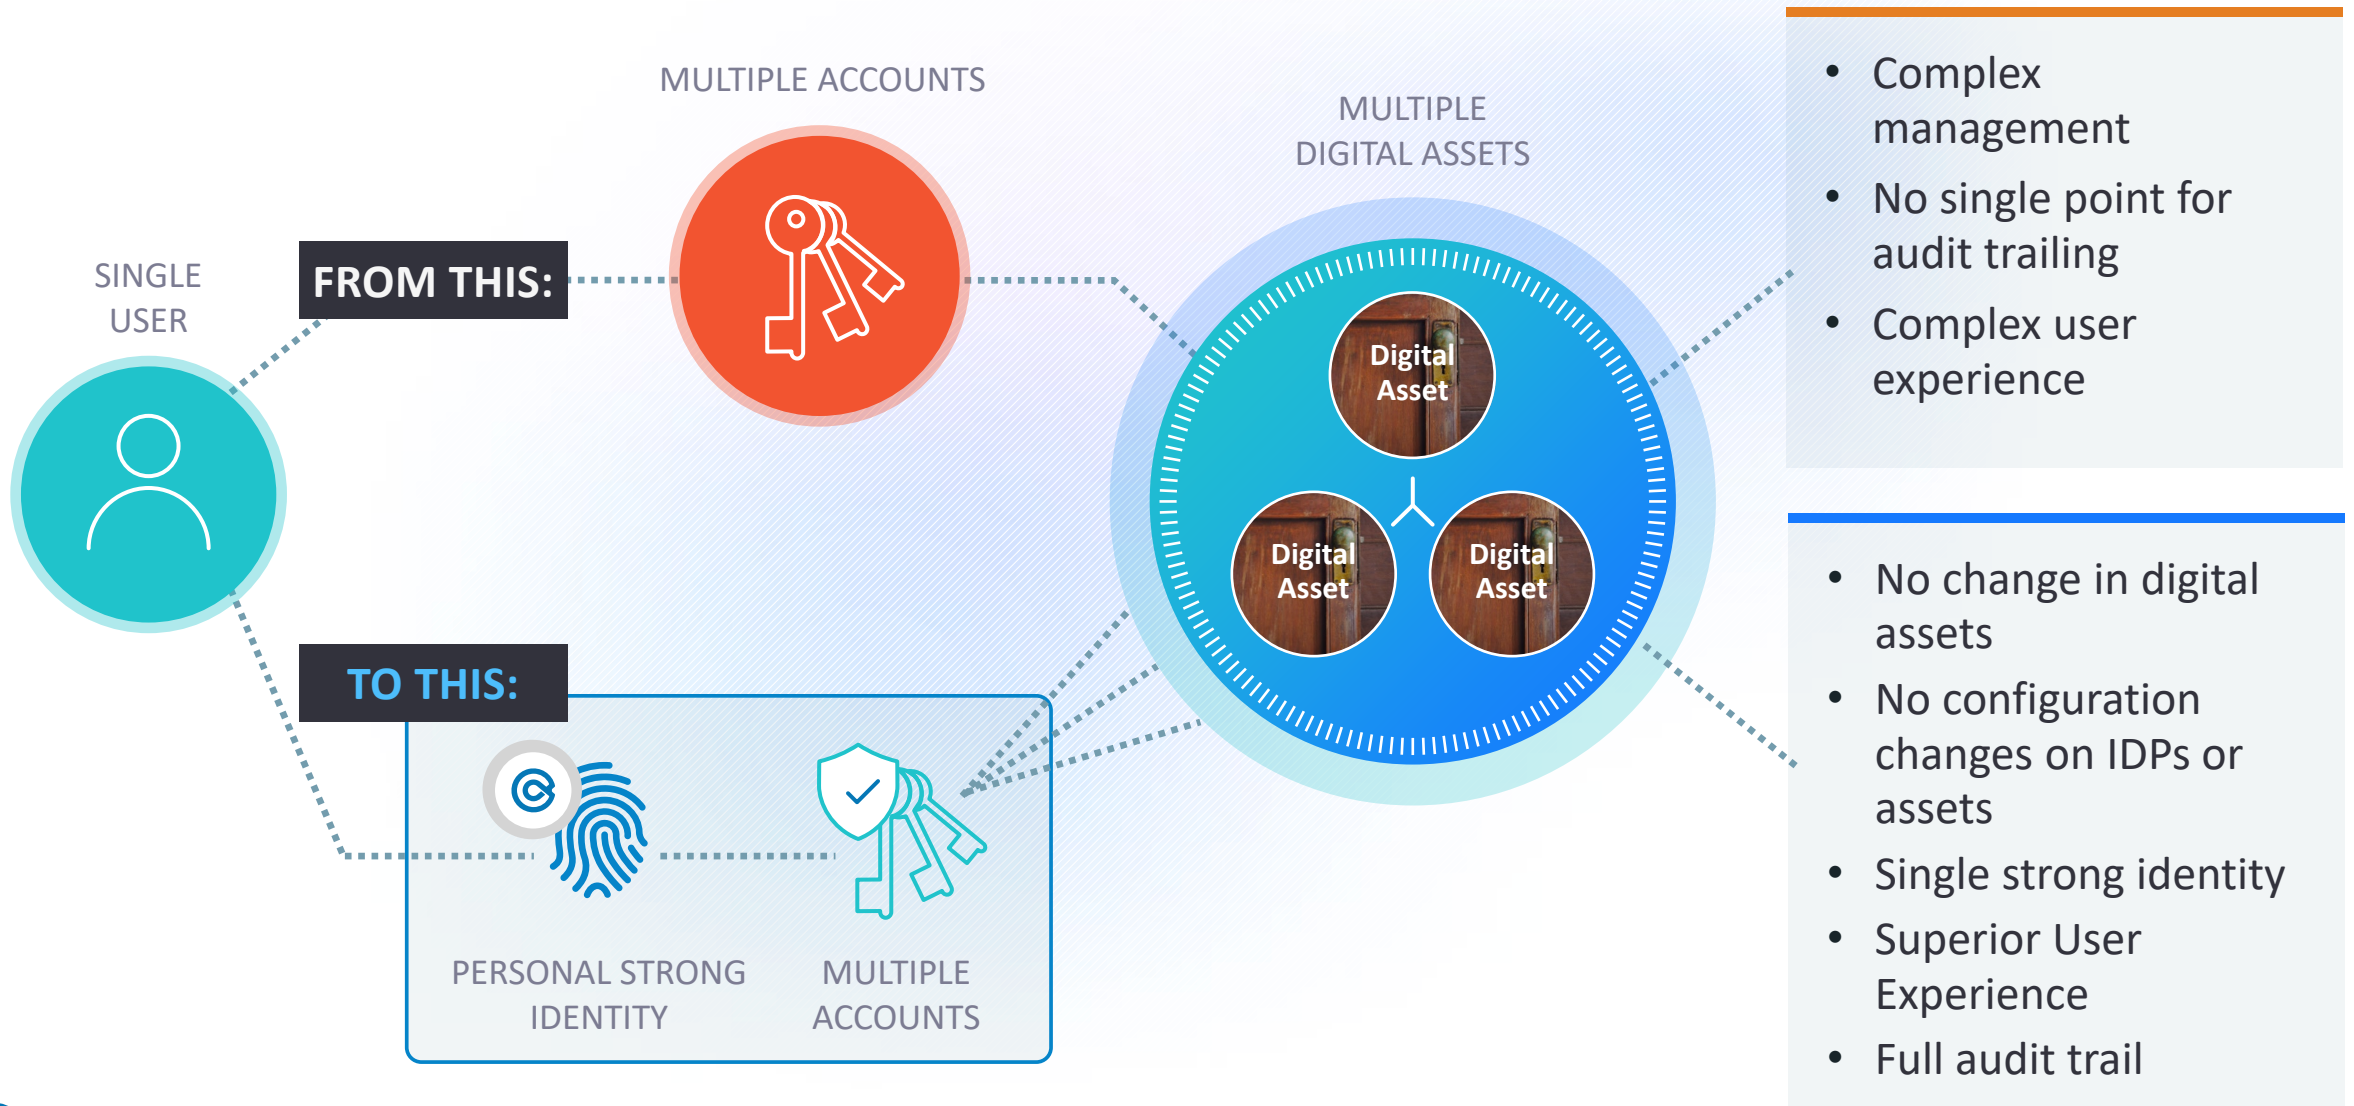 SINGLE
USER
FROM THIS:
MULTIPLE ACCOUNTS
MULTIPLE
DIGITAL ASSETS
Digital
Asset
Digital
Asset
Digital
Asset
• Complex
management
• No single point for
audit trailing
• Complex user
experience
TO THIS:
PERSONAL STRONG
IDENTITY
MULTIPLE
ACCOUNTS
• No change in digital
assets
• No configuration
changes on IDPs or
assets
• Single strong identity
• Superior User
Experience
• Full audit trail